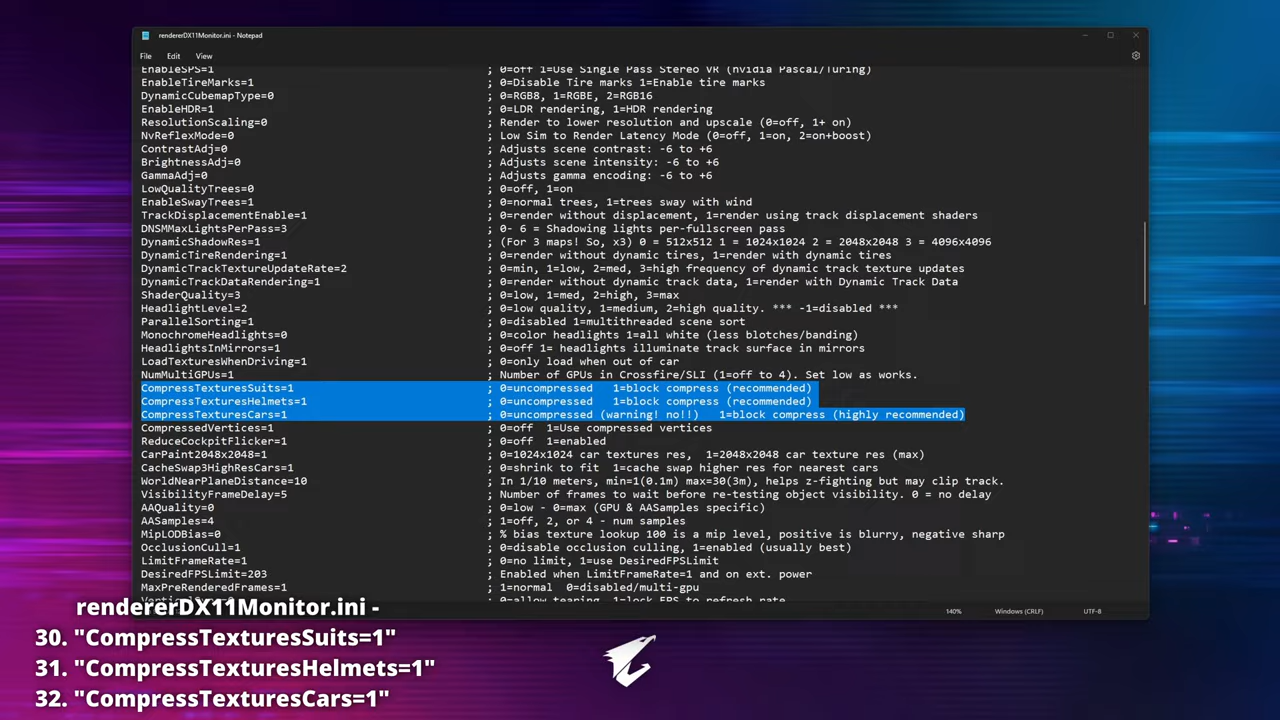 rendererDX11Monitor.ini - Notepad
File Edit View
EnableSPS=1 ; 0=off 1=Use Single Pass Stereo VR (nvidia Pascal/Turing)
EnableTireMarks=1 ; 0=Disable Tire marks 1=Enable tire marks
DynamicCubemapType=0 ; 0=RGB8, 1=RGBE, 2=RGB16
EnableHDR=1 ; 0=LDR rendering, 1=HDR rendering
ResolutionScaling=0 ; Render to lower resolution and upscale (0=off, 1+ on)
NvReflexMode=0 ; Low Sim to Render Latency Mode (0=off, 1=on, 2=on+boost)
ContrastAdj=0 ; Adjusts scene contrast: -6 to +6
BrightnessAdj=0 ; Adjusts scene intensity: -6 to +6
GammaAdj=0 ; Adjusts gamma encoding: -6 to +6
LowQualityTrees=0 ; 0=off, 1=on
EnableSwayTrees=1 ; 0=normal trees, 1=trees sway with wind
TrackDisplacementEnable=1 ; 0=render without displacement, 1=render using track displacement shaders
DNSMMaxLightsPerPass=3 ; 0- 6 = Shadowing lights per-fullscreen pass
DynamicShadowRes=1 ; (For 3 maps! So, x3) 0 = 512x512 1 = 1024x1024 2 = 2048x2048 3 = 4096x4096
DynamicTireRendering=1 ; 0=render without dynamic tires, 1=render with dynamic tires
DynamicTrackTextureUpdateRate=2 ; 0=min, 1=low, 2=med, 3=high frequency of dynamic track texture updates
DynamicTrackDataRendering=1 ; 0=render without dynamic track data, 1=render with Dynamic Track Data
ShaderQuality=3 ; 0=low, 1=med, 2=high, 3=max
HeadlightLevel=2 ; 0=low quality, 1=medium, 2=high quality. *** -1=disabled ***
ParallelSorting=1 ; 0=disabled 1=multithreaded scene sort
MonochromeHeadlights=0 ; 0=color headlights 1=all white (less blotches/banding)
HeadlightsInMirrors=1 ; 0=off 1= headlights illuminate track surface in mirrors
LoadTexturesWhenDriving=1 ; 0=only load when out of car
NumMultiGPUs=1 ; Number of GPUs in Crossfire/SLI (1=off to 4). Set low as works.
CompressTexturesSuits=1 ; 0=uncompressed 1=block compress (recommended)
CompressTexturesHelmets=1 ; 0=uncompressed 1=block compress (recommended)
CompressTexturesCars=1 ; 0=uncompressed (warning! no!!) 1=block compress (highly recommended)
CompressedVertices=1 ; 0=off 1=Use compressed vertices
ReduceCockpitFlicker=1 ; 0=off 1=enabled
CarPaint2048x2048=1 ; 0=1024x1024 car textures res, 1=2048x2048 car texture res (max)
CacheSwap3HighResCars=1 ; 0=shrink to fit 1=cache swap higher res for nearest cars
WorldNearPlaneDistance=10 ; In 1/10 meters, min=1(0.1m) max=30(3m), helps z-fighting but may clip track.
VisibilityFrameDelay=5 ; Number of frames to wait before re-testing object visibility. 0 = no delay
AAQuality=0 ; 0=low - 0=max (GPU & AASamples specific)
AASamples=4 ; 1=off, 2, or 4 - num samples
MipLODBias=0 ; % bias texture lookup 100 is a mip level, positive is blurry, negative sharp
OcclusionCull=1 ; 0=disable occlusion culling, 1=enabled (usually best)
LimitFrameRate=1 ; 0=no limit, 1=use DesiredFPSLimit
DesiredFPSLimit=203 ; Enabled when LimitFrameRate=1 and on ext. power
MaxPreRenderedFrames=1 ; 1=normal 0=disabled/multi-gpu
; 0=allow tearing 1=lock FPS to refresh rate
140% Windows (CRLF) UTF-8
rendererDX11Monitor.ini -
30. "CompressTexturesSuits=1"
31. "CompressTexturesHelmets=1"
32. "CompressTexturesCars=1"